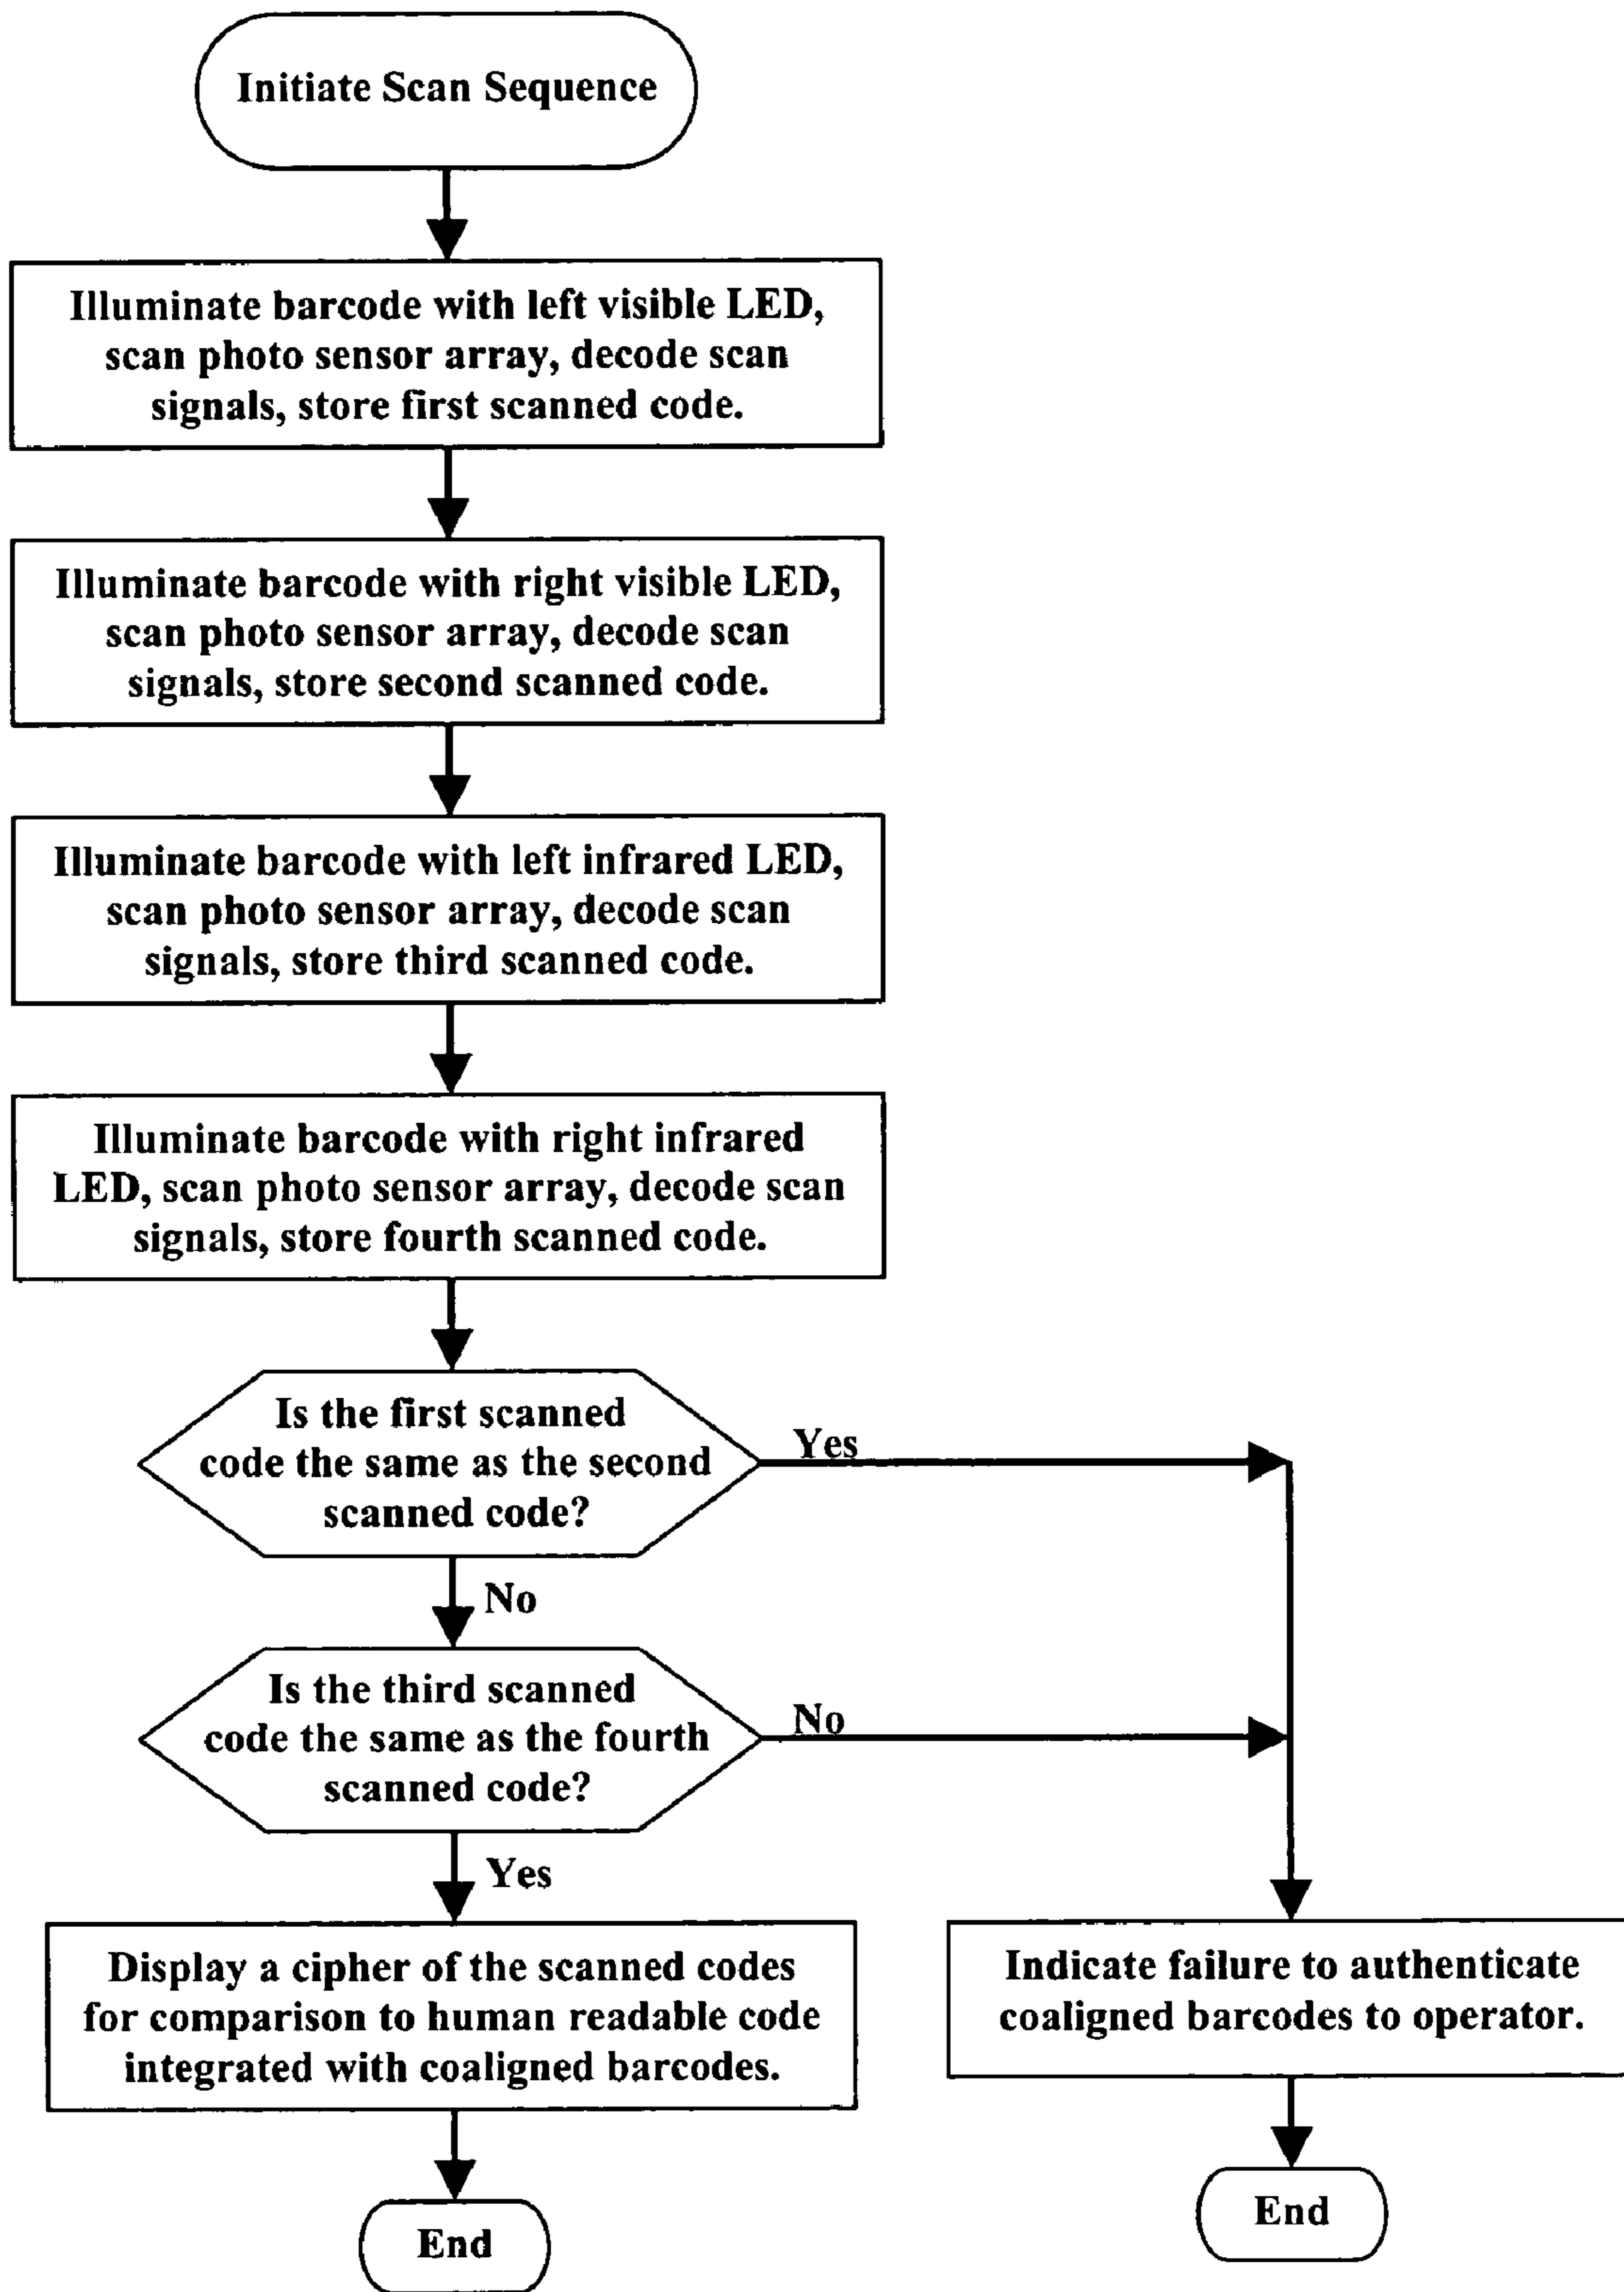 Initiate Scan Sequence
Illuminate barcode with left visible LED,
scan photo sensor array, decode scan
signals, store first scanned code.
Illuminate barcode with right visible LED,
scan photo sensor array, decode scan
signals, store second scanned code.
Illuminate barcode with left infrared LED,
scan photo sensor array, decode scan
signals, store third scanned code.
Illuminate barcode with right infrared
LED, scan photo sensor array, decode scan
signals, store fourth scanned code.
Is the first scanned
code the same as the second
scanned code?
Yes
No
Is the third scanned
code the same as the fourth
scanned code?
No
Yes
Display a cipher of the scanned codes
for comparison to human readable code
integrated with coaligned barcodes.
Indicate failure to authenticate
coaligned barcodes to operator.
End
End